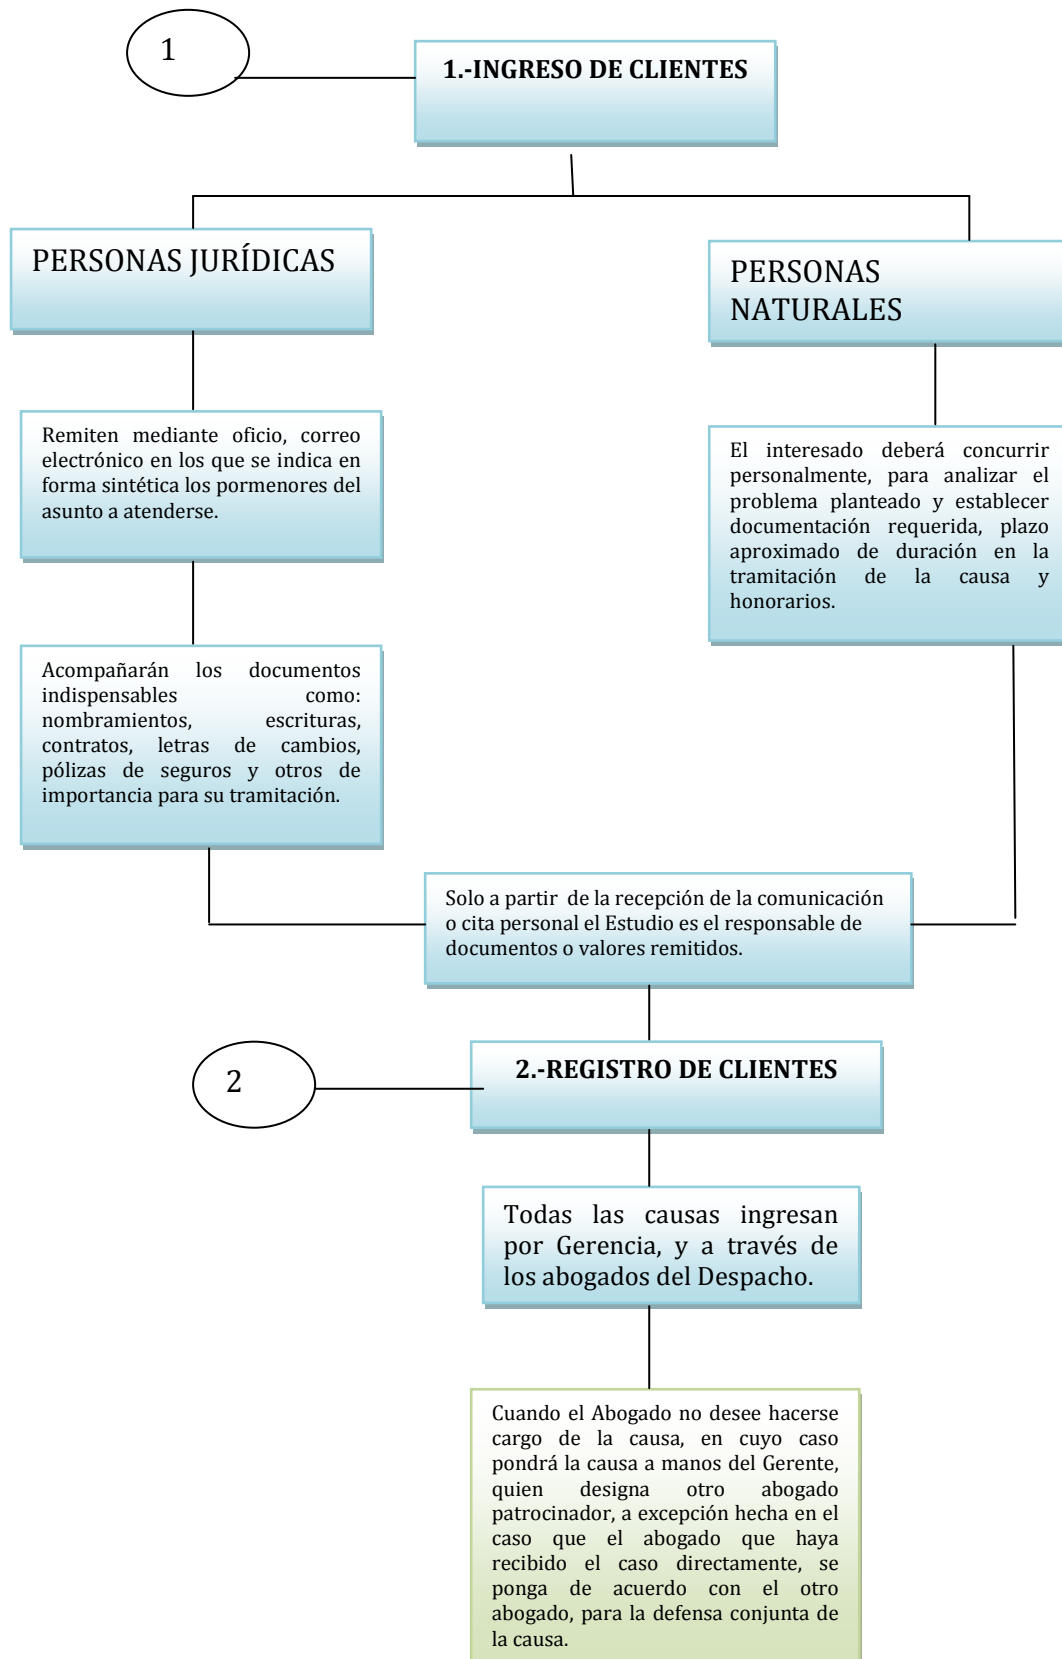 1
1.-INGRESO DE CLIENTES
PERSONAS JURÍDICAS
PERSONAS
NATURALES
Remiten mediante oficio, correo
electrónico en los que se indica en
forma sintética los pormenores del
asunto a atenderse.
El interesado deberá concurrir
personalmente, para analizar el
problema planteado y establecer
documentación requerida, plazo
aproximado de duración en la
tramitación de la causa y
honorarios.
Acompañarán los documentos
indispensables como:
nombramientos, escrituras,
contratos, letras de cambios,
pólizas de seguros y otros de
importancia para su tramitación.
Solo a partir de la recepción de la comunicación
o cita personal el Estudio es el responsable de
documentos o valores remitidos.
2
2.-REGISTRO DE CLIENTES
Todas las causas ingresan
por Gerencia, y a través de
los abogados del Despacho.
Cuando el Abogado no desee hacerse
cargo de la causa, en cuyo caso
pondrá la causa a manos del Gerente,
quien designa otro abogado
patrocinador, a excepción hecha en el
caso que el abogado que haya
recibido el caso directamente, se
ponga de acuerdo con el otro
abogado, para la defensa conjunta de
la causa.